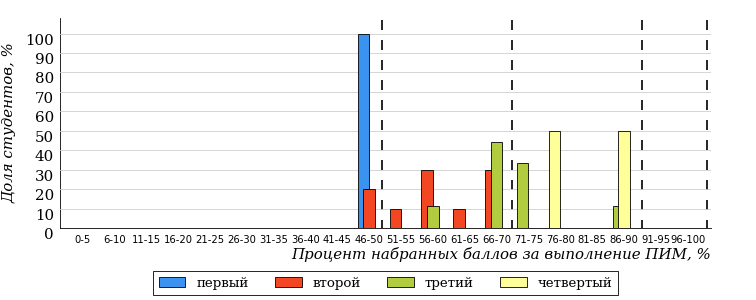 Доля студентов, %
100
90
80
70
60
50
40
30
20
10
0
0-5 6-10 11-15 16-20 21-25 26-30 31-35 36-40 41-45 46-50 51-55 56-60 61-65 66-70 71-75 76-80 81-85 86-90 91-95 96-100
Процент набранных баллов за выполнение ПИМ, %
первый второй третий четвертый